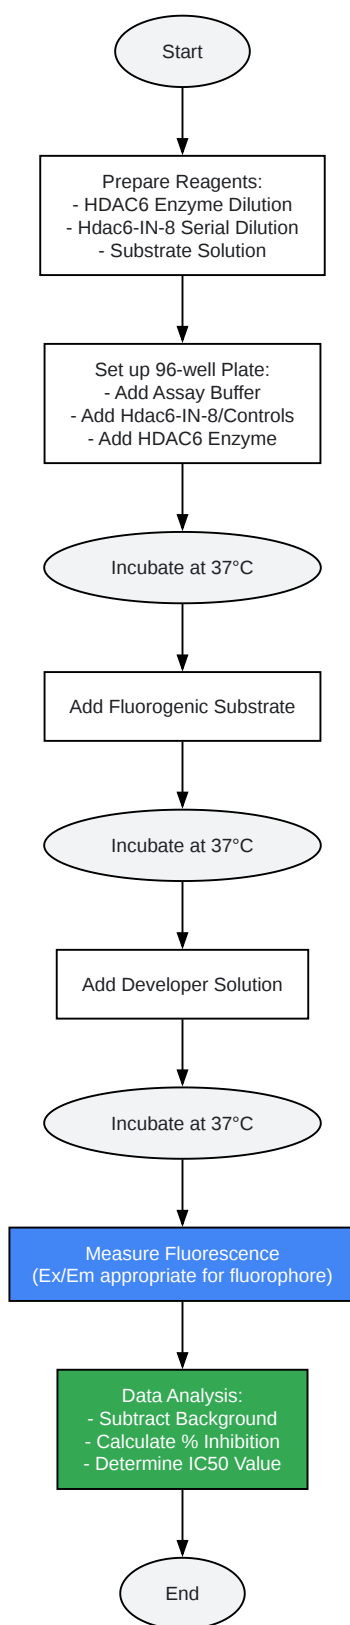 Start
Prepare Reagents:
- HDAC6 Enzyme Dilution
- Hdac6-IN-8 Serial Dilution
- Substrate Solution
Set up 96-well Plate:
- Add Assay Buffer
- Add Hdac6-IN-8/Controls
- Add HDAC6 Enzyme
Incubate at 37°C
Add Fluorogenic Substrate
Incubate at 37°C
Add Developer Solution
Incubate at 37°C
Measure Fluorescence
(Ex/Em appropriate for fluorophore)
Data Analysis:
- Subtract Background
- Calculate % Inhibition
- Determine IC50 Value
End